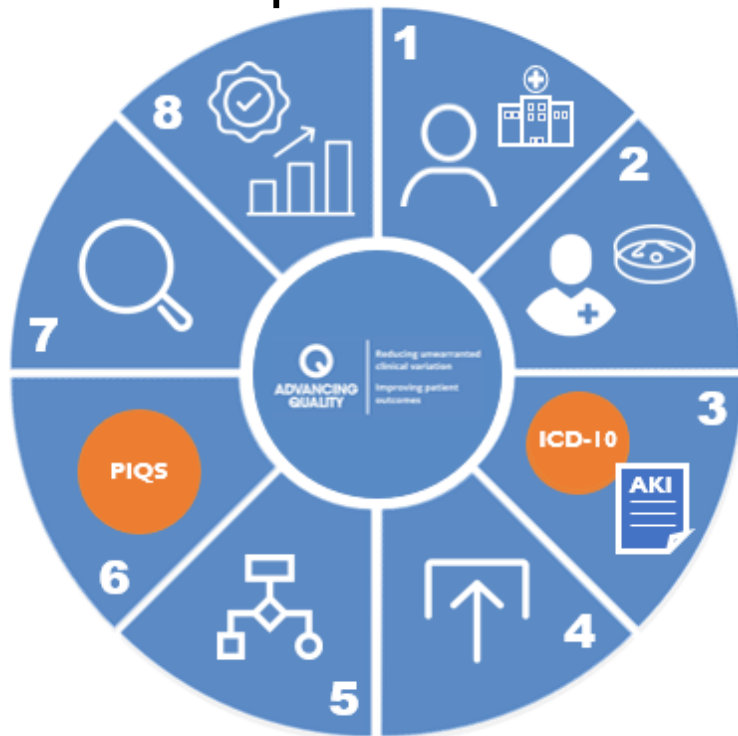 1
2
3
ICD-10
AKI
4
5
6
PIQS
7
8
ADVANCING
QUALITY
Reducing unwarranted
clinical variation
Improving patient
outcomes